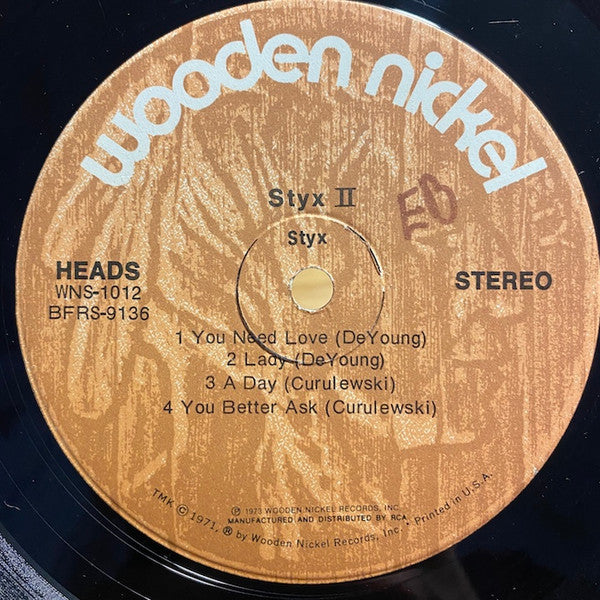 wooden nickel
Styx II
EB
Styx
HEADS
STEREO
WNS-1012
BFRS-9136
1 You Need Love (DeYoung)
2 Lady (DeYoung)
3 A Day (Curulewski)
4 You Better Ask (Curulewski)
℗ 1973 WOODEN NICKEL RECORDS, INC.
MANUFACTURED AND DISTRIBUTED BY RCA
TMK © 1971, ® by Wooden Nickel Records, Inc. • Printed in U.S.A.